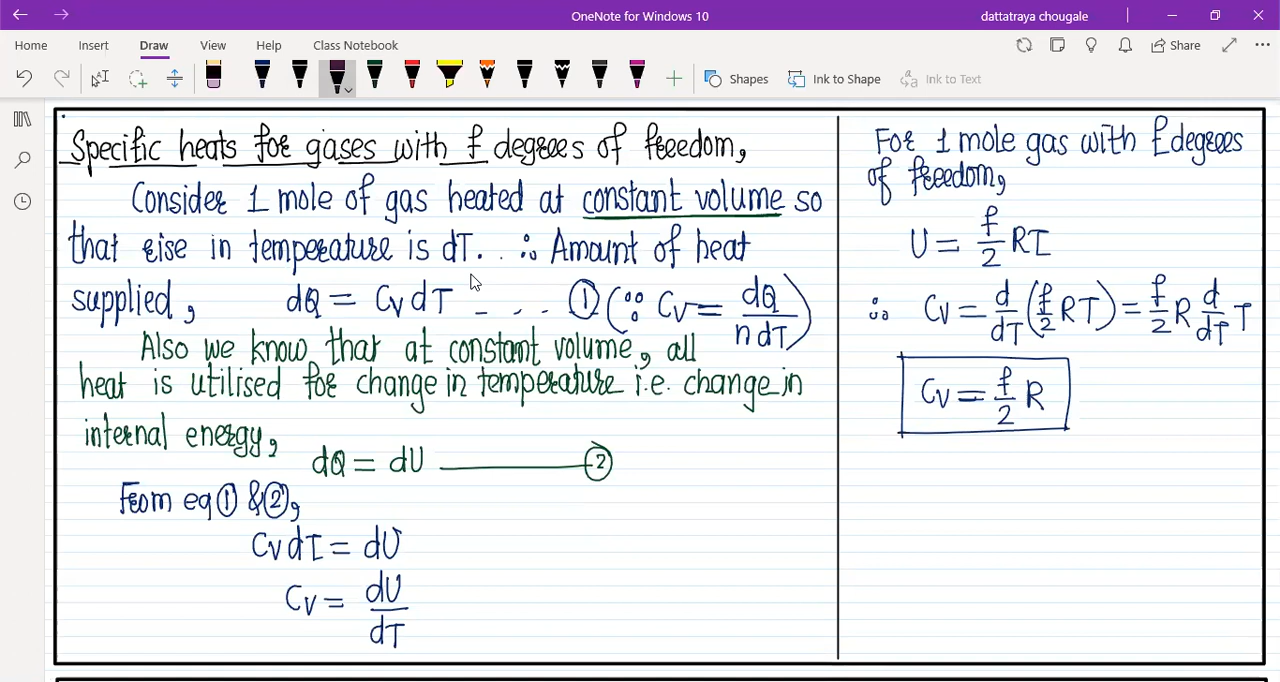 OneNote for Windows 10
dattatraya chougale
Home Insert Draw View Help Class Notebook
Share
Shapes Ink to Shape Ink to Text
Specific heats for gases with f degrees of freedom,
Consider 1 mole of gas heated at constant volume so
that rise in temperature is dT. ∴ Amount of heat
supplied, dQ = CvdT - . . . ① (∵ Cv = dQ/ndT)
Also we know that at constant volume, all
heat is utilised for change in temperature i.e. change in
internal energy,
dQ = dU ——— ②
From eq ① & ②,
CvdT = dU
Cv = dU/dT
For 1 mole gas with f degrees
of freedom,
U = f/2 RT
∴ Cv = d/dT (f/2 RT) = f/2 R d/dT T
Cv = f/2 R